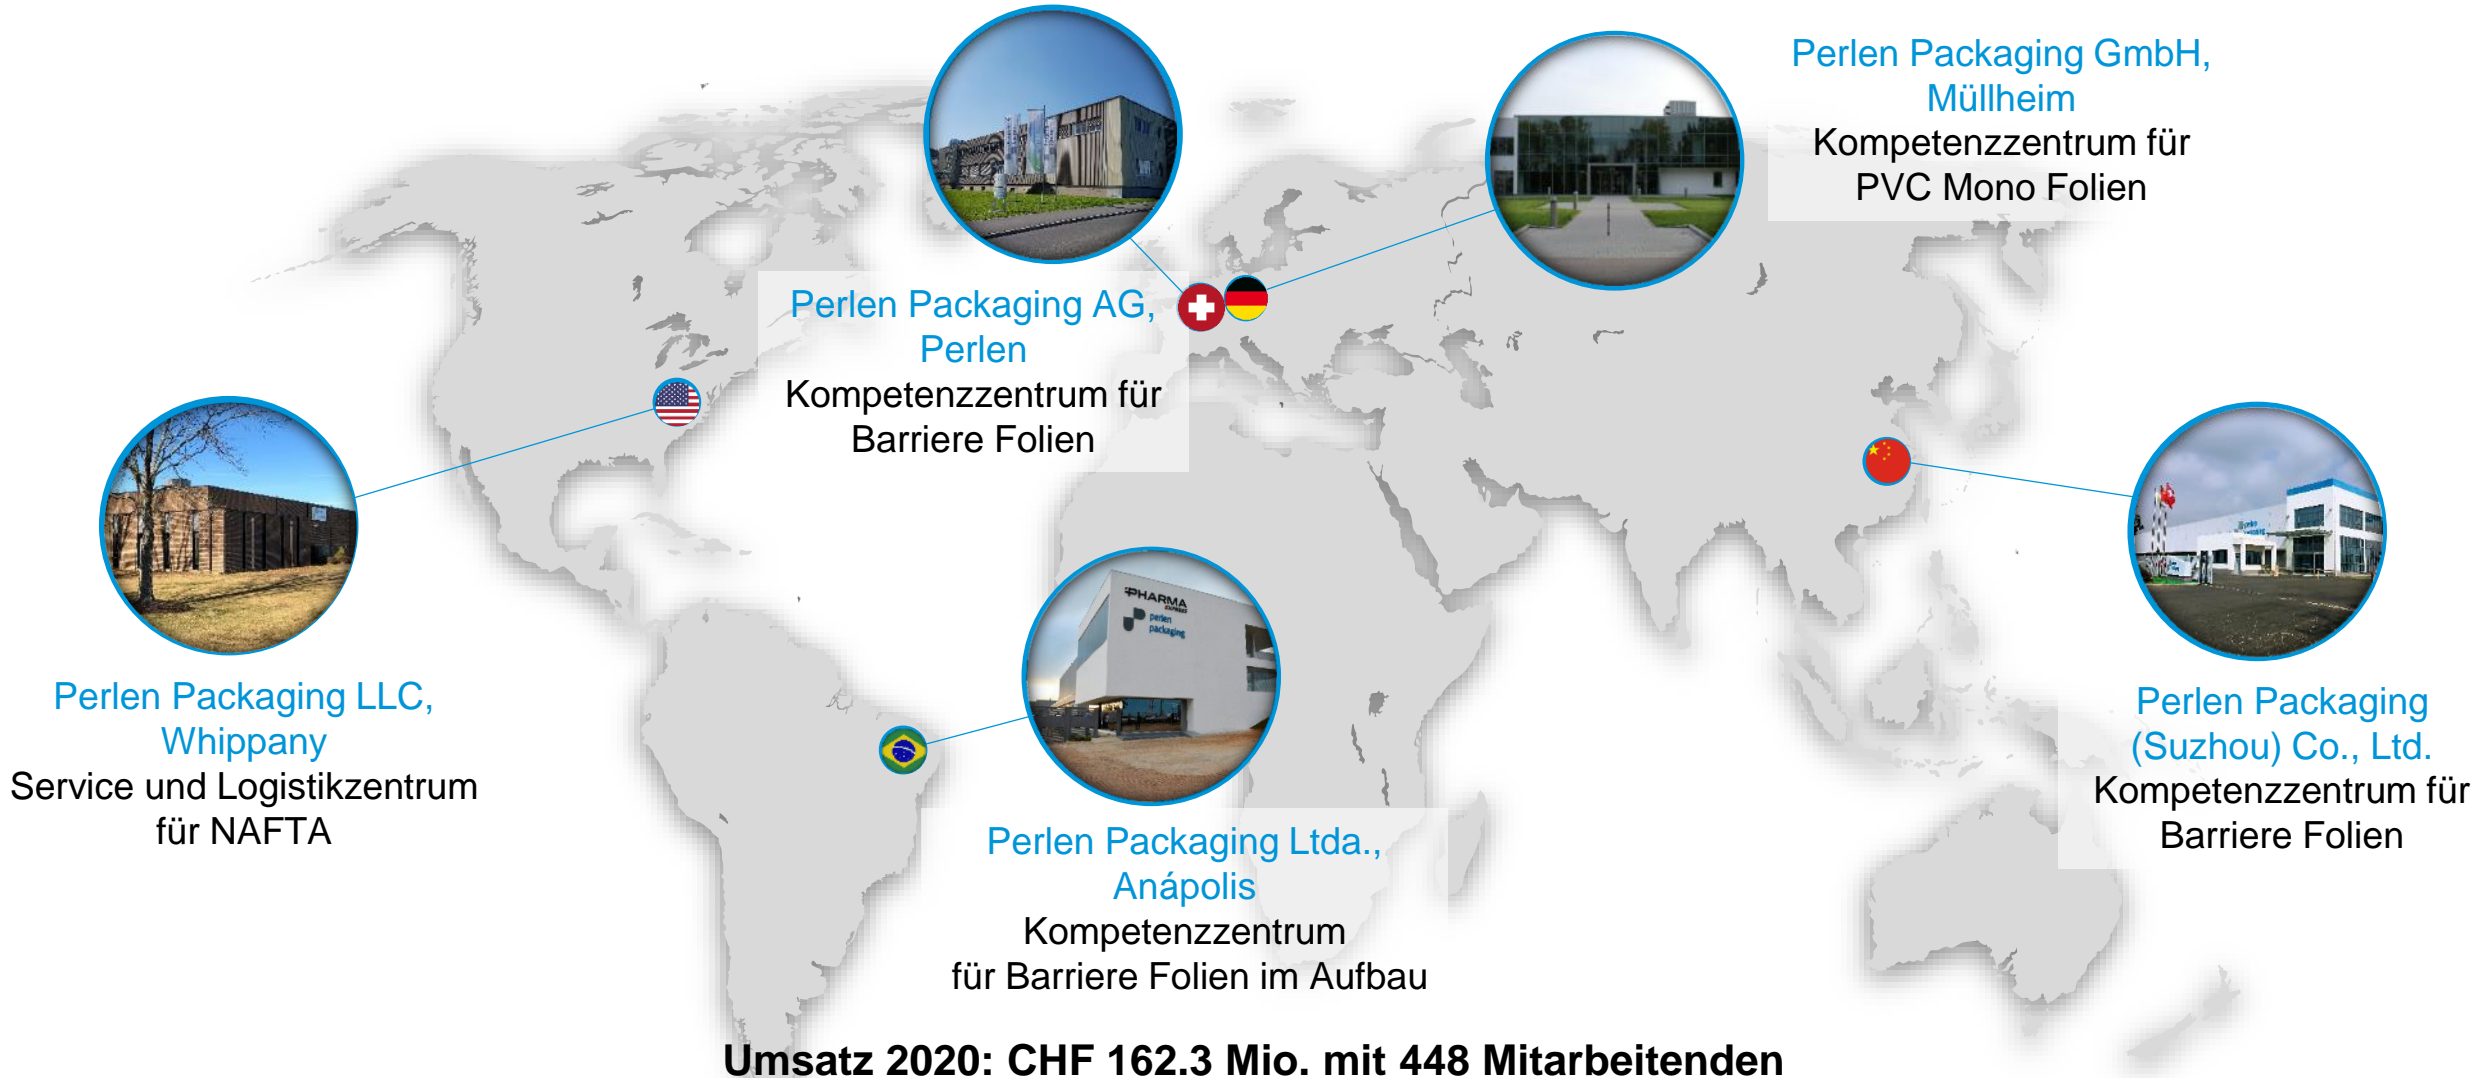 Perlen Packaging GmbH,
Müllheim
Kompetenzzentrum für
PVC Mono Folien
Perlen Packaging AG,
Perlen
Kompetenzzentrum für
Barriere Folien
Perlen Packaging LLC,
Whippany
Service und Logistikzentrum
für NAFTA
PHARMA
EXPRESS
perlen
packaging
Perlen Packaging Ltda.,
Anápolis
Kompetenzzentrum
für Barriere Folien im Aufbau
perlen
packaging
Perlen Packaging
(Suzhou) Co., Ltd.
Kompetenzzentrum für
Barriere Folien
Umsatz 2020: CHF 162.3 Mio. mit 448 Mitarbeitenden